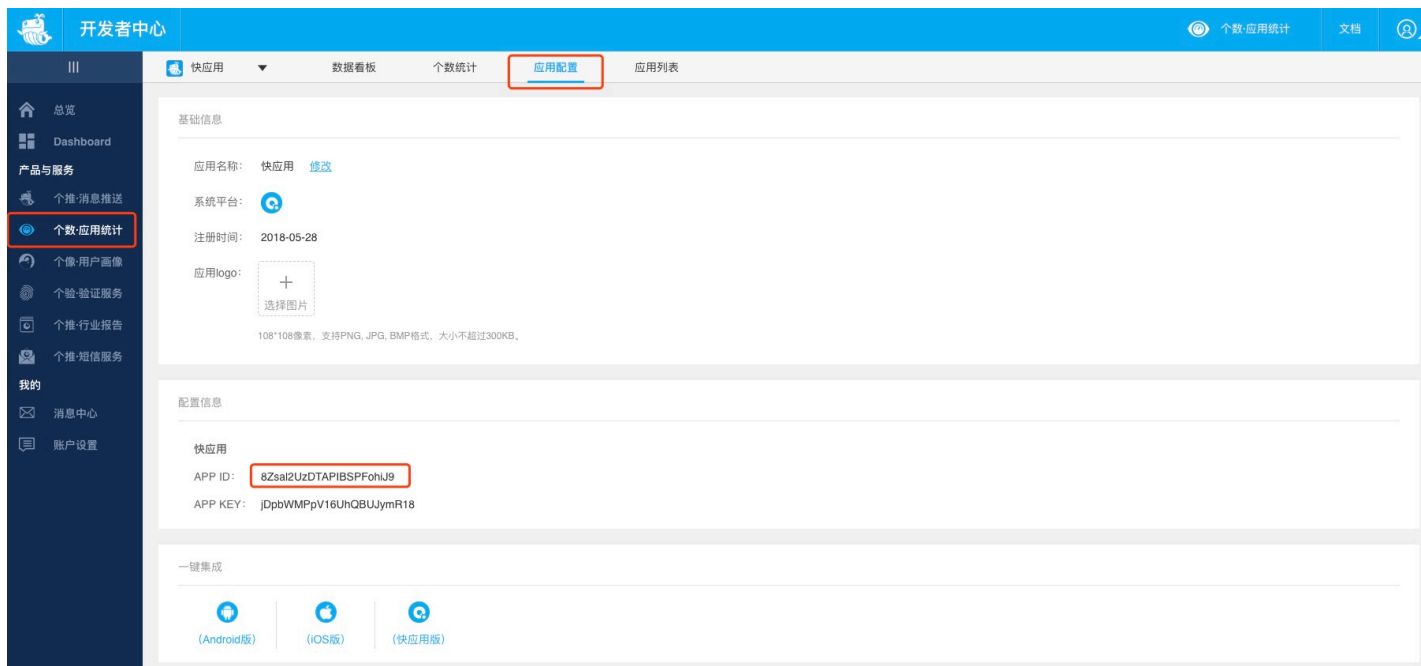 开发者中心
个数·应用统计
文档
快应用
数据看板
个数统计
应用配置
应用列表
总览
Dashboard
产品与服务
个推·消息推送
个数·应用统计
个像·用户画像
个验·验证服务
个推·行业报告
个推·短信服务
我的
消息中心
账户设置
基础信息
应用名称： 快应用 修改
系统平台：
注册时间： 2018-05-28
应用logo：
选择图片
108*108像素，支持PNG, JPG, BMP格式，大小不超过300KB。
配置信息
快应用
APP ID： 8Zsal2UzDTAPIBSPFohiJ9
APP KEY： jDpbWMPpV16UhQBUJymR18
一键集成
（Android版）
（iOS版）
（快应用版）